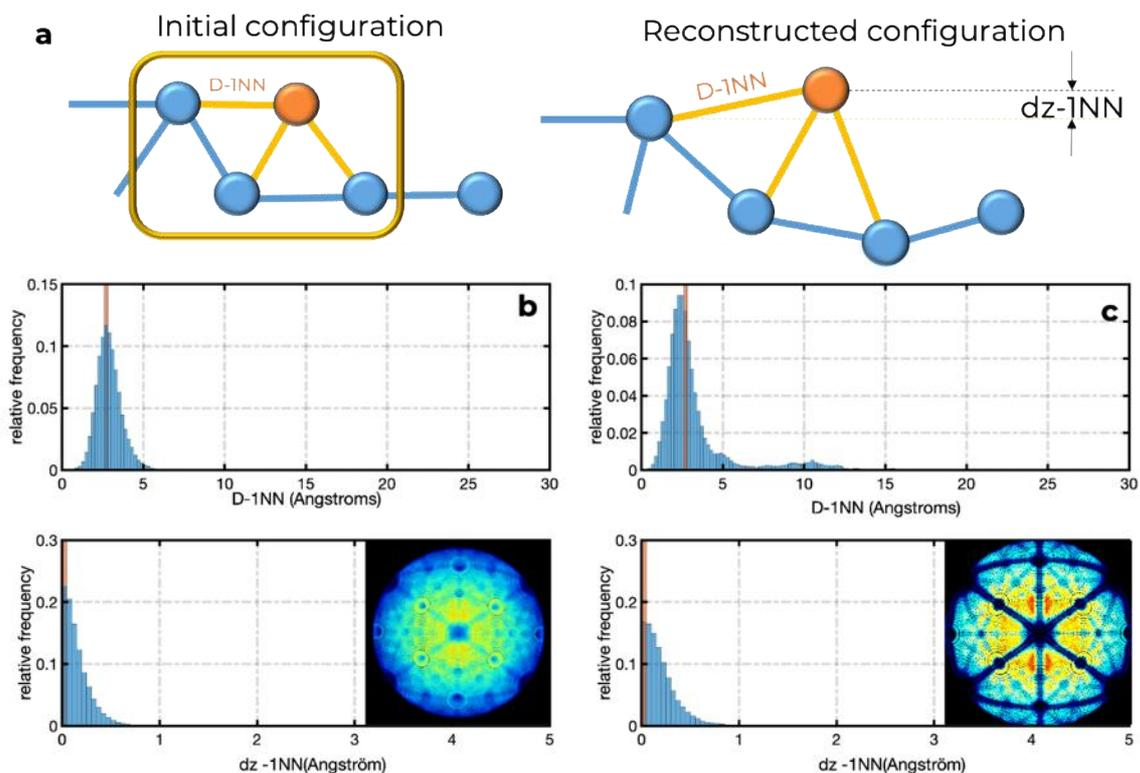 a
Initial configuration
Reconstructed configuration
D-1NN
D-1NN
dz-1NN
b
0.15
0.1
0.05
0
relative frequency
0 5 10 15 20 25 30
D-1NN (Angstroms)
c
0.1
0.08
0.06
0.04
0.02
0
relative frequency
0 5 10 15 20 25 30
D-1NN (Angstroms)
0.3
0.2
0.1
0
relative frequency
0 1 2 3 4 5
dz -1NN(Angström)
0.3
0.2
0.1
0
relative frequency
0 1 2 3 4 5
dz -1NN(Angström)